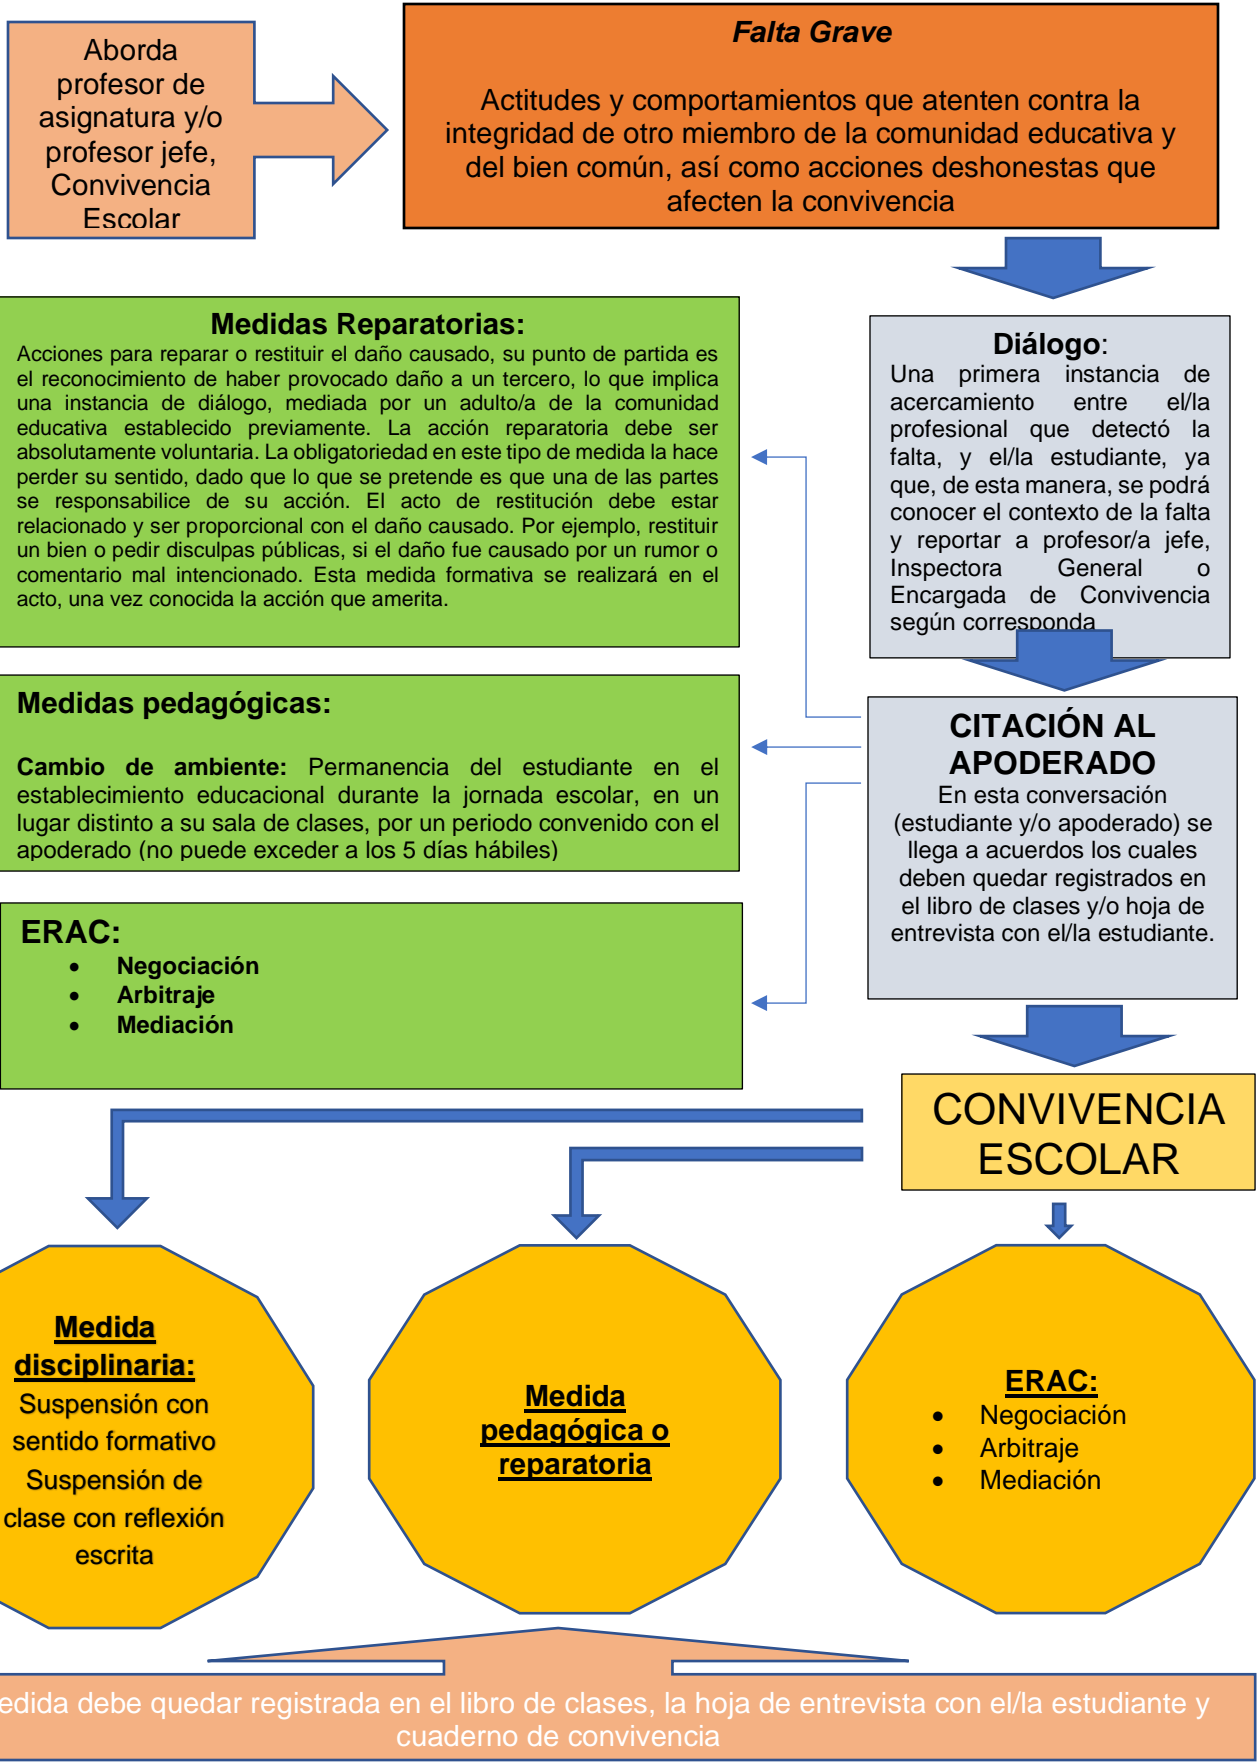 Aborda
profesor de
asignatura y/o
profesor jefe,
Convivencia
Escolar
Falta Grave
Actitudes y comportamientos que atenten contra la
integridad de otro miembro de la comunidad educativa y
del bien común, así como acciones deshonestas que
afecten la convivencia
Medidas Reparatorias:
Acciones para reparar o restituir el daño causado, su punto de partida es
el reconocimiento de haber provocado daño a un tercero, lo que implica
una instancia de diálogo, mediada por un adulto/a de la comunidad
educativa establecido previamente. La acción reparatoria debe ser
absolutamente voluntaria. La obligatoriedad en este tipo de medida la hace
perder su sentido, dado que lo que se pretende es que una de las partes
se responsabilice de su acción. El acto de restitución debe estar
relacionado y ser proporcional con el daño causado. Por ejemplo, restituir
un bien o pedir disculpas públicas, si el daño fue causado por un rumor o
comentario mal intencionado. Esta medida formativa se realizará en el
acto, una vez conocida la acción que amerita.
Diálogo:
Una primera instancia de
acercamiento entre el/la
profesional que detectó la
falta, y el/la estudiante, ya
que, de esta manera, se podrá
conocer el contexto de la falta
y reportar a profesor/a jefe,
Inspectora General o
Encargada de Convivencia
según corresponda
Medidas pedagógicas:
Cambio de ambiente: Permanencia del estudiante en el
establecimiento educacional durante la jornada escolar, en un
lugar distinto a su sala de clases, por un periodo convenido con el
apoderado (no puede exceder a los 5 días hábiles)
CITACIÓN AL
APODERADO
En esta conversación
(estudiante y/o apoderado) se
llega a acuerdos los cuales
deben quedar registrados en
el libro de clases y/o hoja de
entrevista con el/la estudiante.
ERAC:
• Negociación
• Arbitraje
• Mediación
CONVIVENCIA
ESCOLAR
Medida
disciplinaria:
Suspensión con
sentido formativo
Suspensión de
clase con reflexión
escrita
Medida
pedagógica o
reparatoria
ERAC:
• Negociación
• Arbitraje
• Mediación
edida debe quedar registrada en el libro de clases, la hoja de entrevista con el/la estudiante y
cuaderno de convivencia